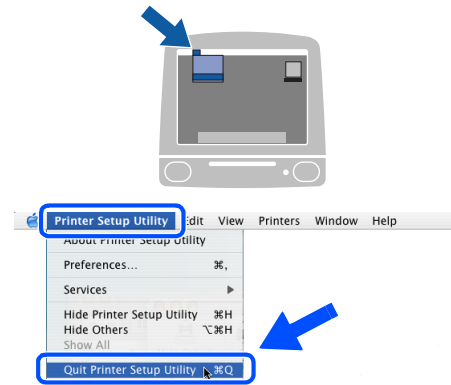 Printer Setup Utility Edit View Printers Window Help
About Printer Setup Utility
Preferences... ⌘,
Services ▶
Hide Printer Setup Utility ⌘H
Hide Others ⌥⌘H
Show All
Quit Printer Setup Utility ⌘Q